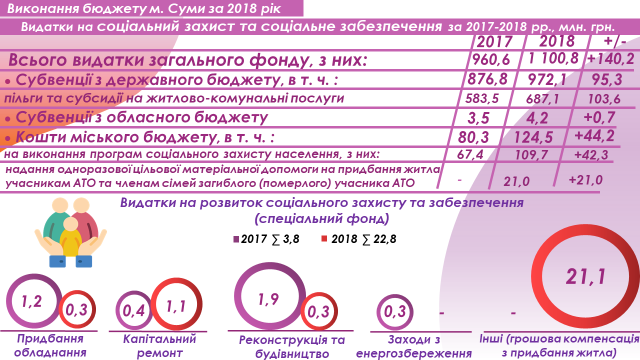 Виконання бюджету м. Суми за 2018 рік
Видатки на соціальний захист та соціальне забезпечення за 2017-2018 рр., млн. грн.
2017 2018 +/-
Всього видатки загального фонду, з них: 960,6 1 100,8 +140,2
• Субвенції з державного бюджету, в т. ч. : 876,8 972,1 95,3
пільги та субсидії на житлово-комунальні послуги 583,5 687,1 103,6
• Субвенції з обласного бюджету 3,5 4,2 +0,7
• Кошти міського бюджету, в т. ч. : 80,3 124,5 +44,2
на виконання програм соціального захисту населення, з них: 67,4 109,7 +42,3
надання одноразової цільової матеріальної допомоги на придбання житла
учасникам АТО та членам сімей загиблого (померлого) учасника АТО - 21,0 +21,0
Видатки на розвиток соціального захисту та забезпечення
(спеціальний фонд)
2017 ∑ 3,8 2018 ∑ 22,8
1,2 0,3 0,4 1,1 1,9 0,3 0,3 - - 21,1
Придбання
обладнання
Капітальний
ремонт
Реконструкція та
будівництво
Заходи з
енергозбереження
Інші (грошова компенсація
з придбання житла)